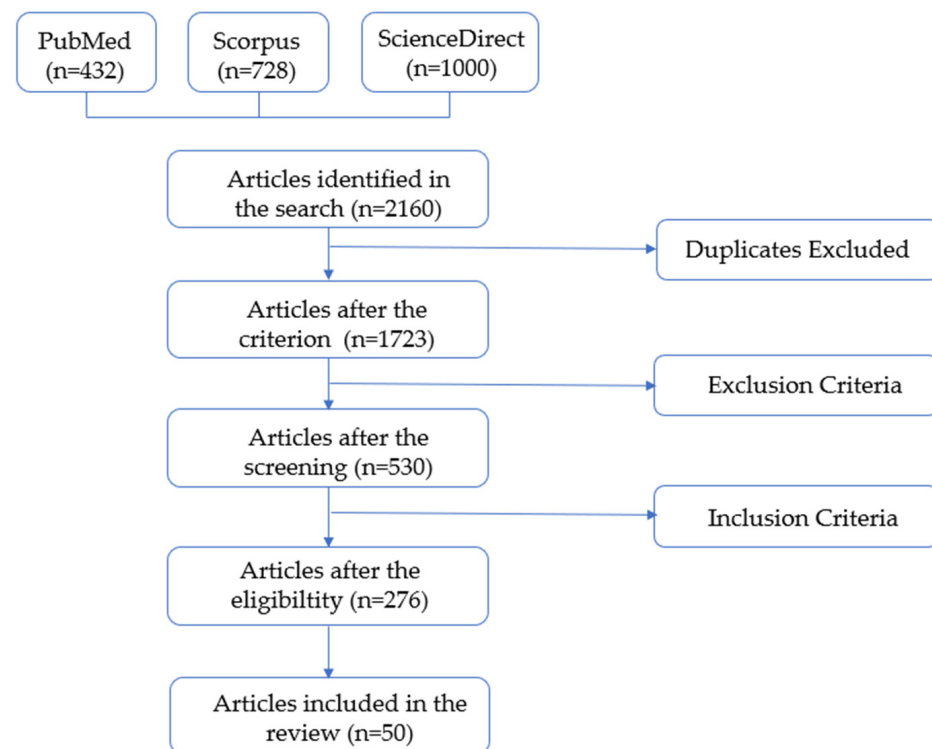 PubMed
(n=432)
Scorpus
(n=728)
ScienceDirect
(n=1000)
Articles identified in
the search (n=2160)
Duplicates Excluded
Articles after the
criterion (n=1723)
Exclusion Criteria
Articles after the
screening (n=530)
Inclusion Criteria
Articles after the
eligibiltity (n=276)
Articles included in the
review (n=50)